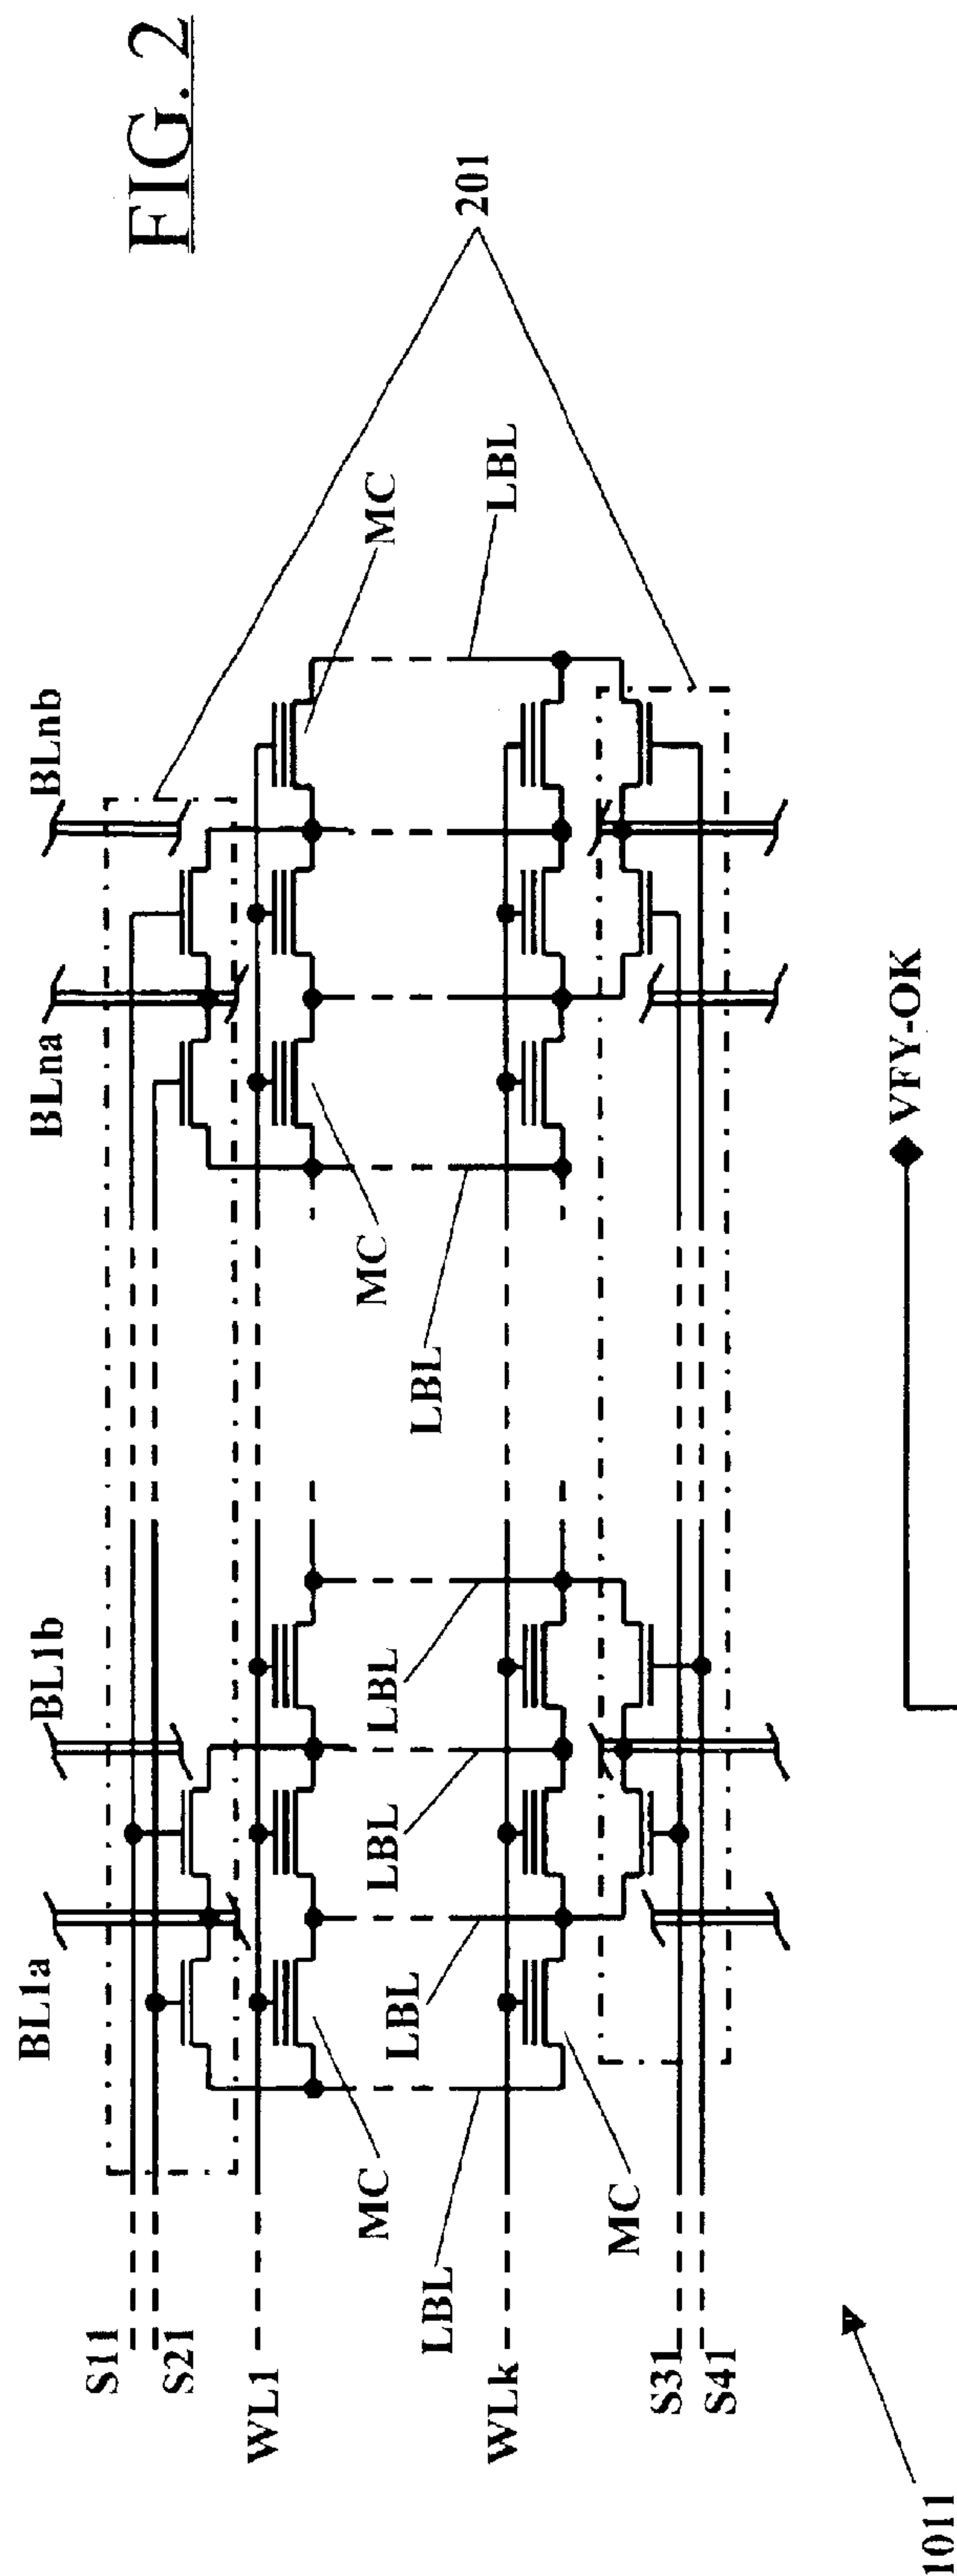 FIG. 2
201
BL1a
BL1b
BLna
BLnb
S11
S21
WL1
MC
MC
MC
LBL
LBL
LBL
LBL
LBL
LBL
WLk
MC
S31
S41
1011
VFY-OK